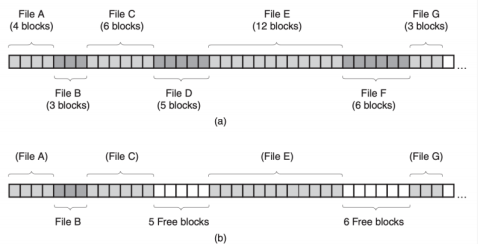 File A File C File E File G
(4 blocks) (6 blocks) (12 blocks) (3 blocks)
...
File B File D File F
(3 blocks) (5 blocks) (6 blocks)
(a)
(File A) (File C) (File E) (File G)
...
File B 5 Free blocks 6 Free blocks
(b)